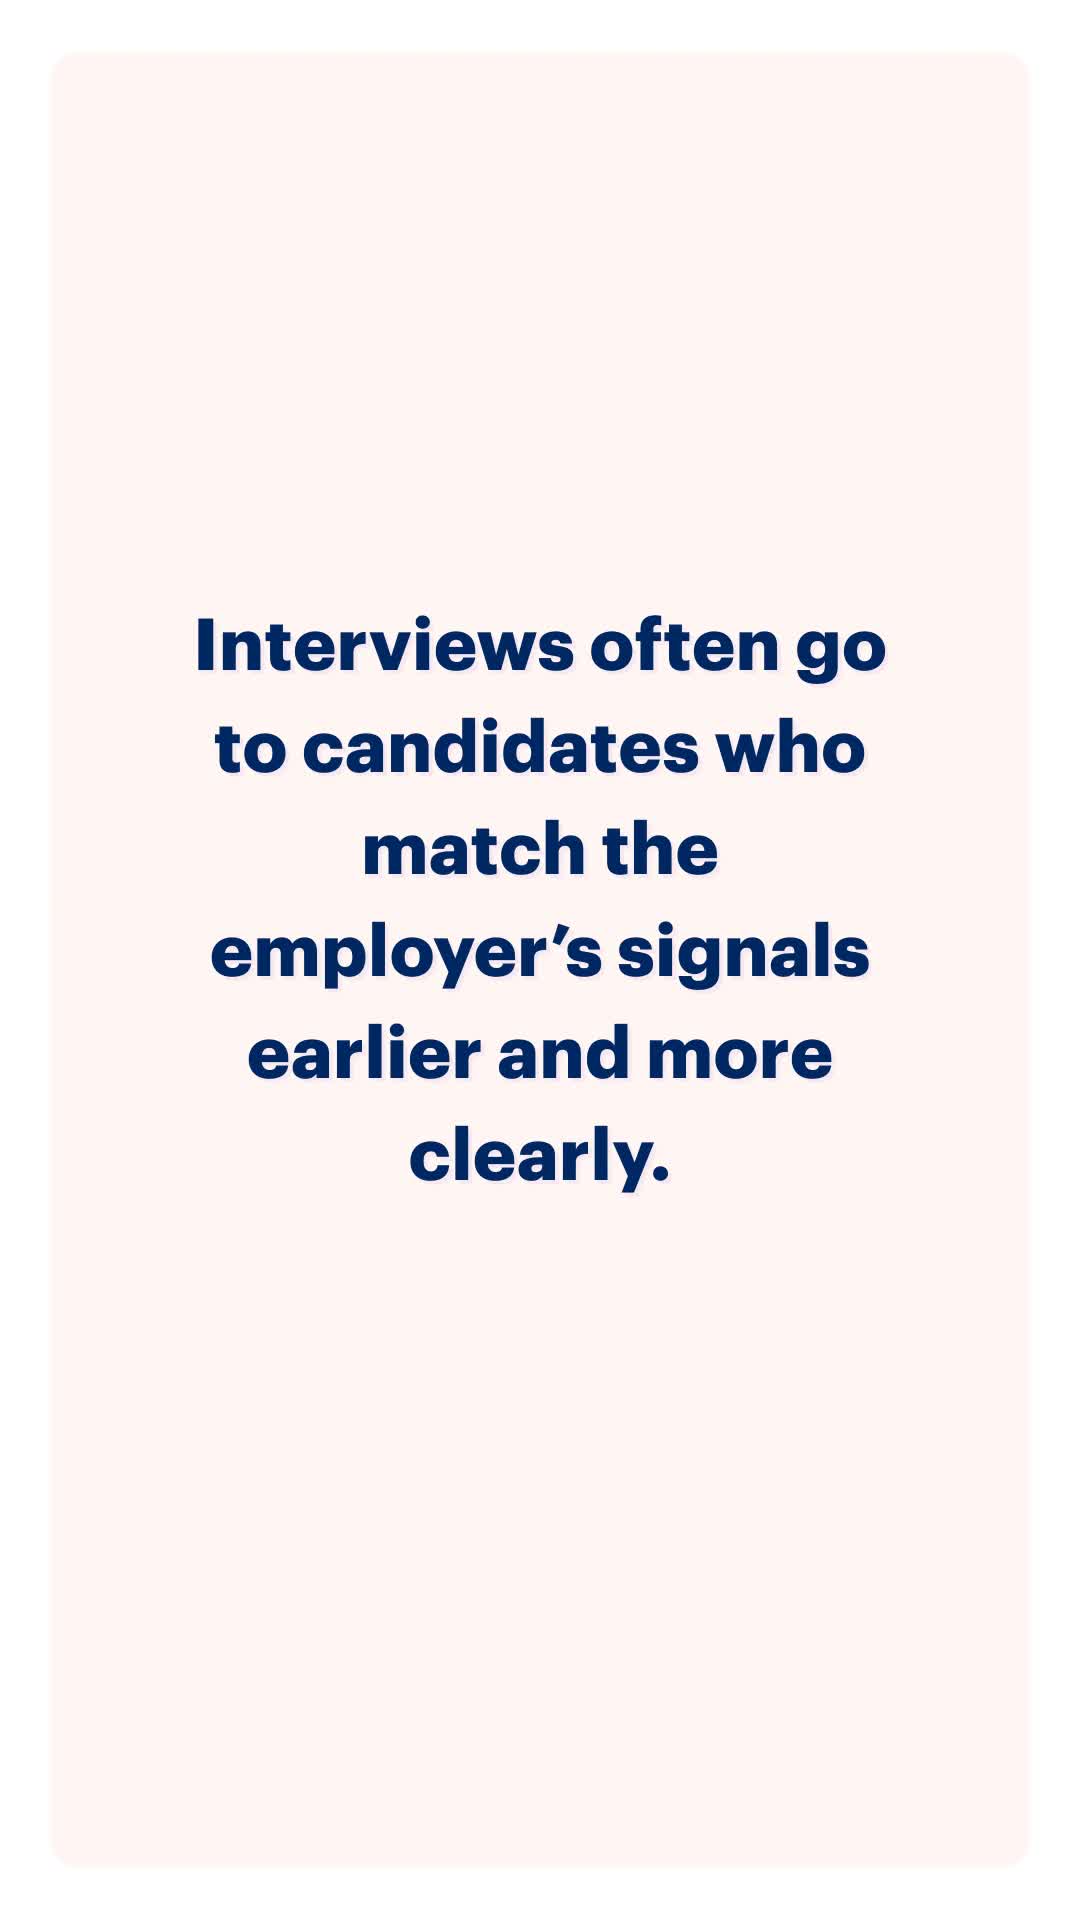 Interviews often go
to candidates who
match the
employer’s signals
earlier and more
clearly.